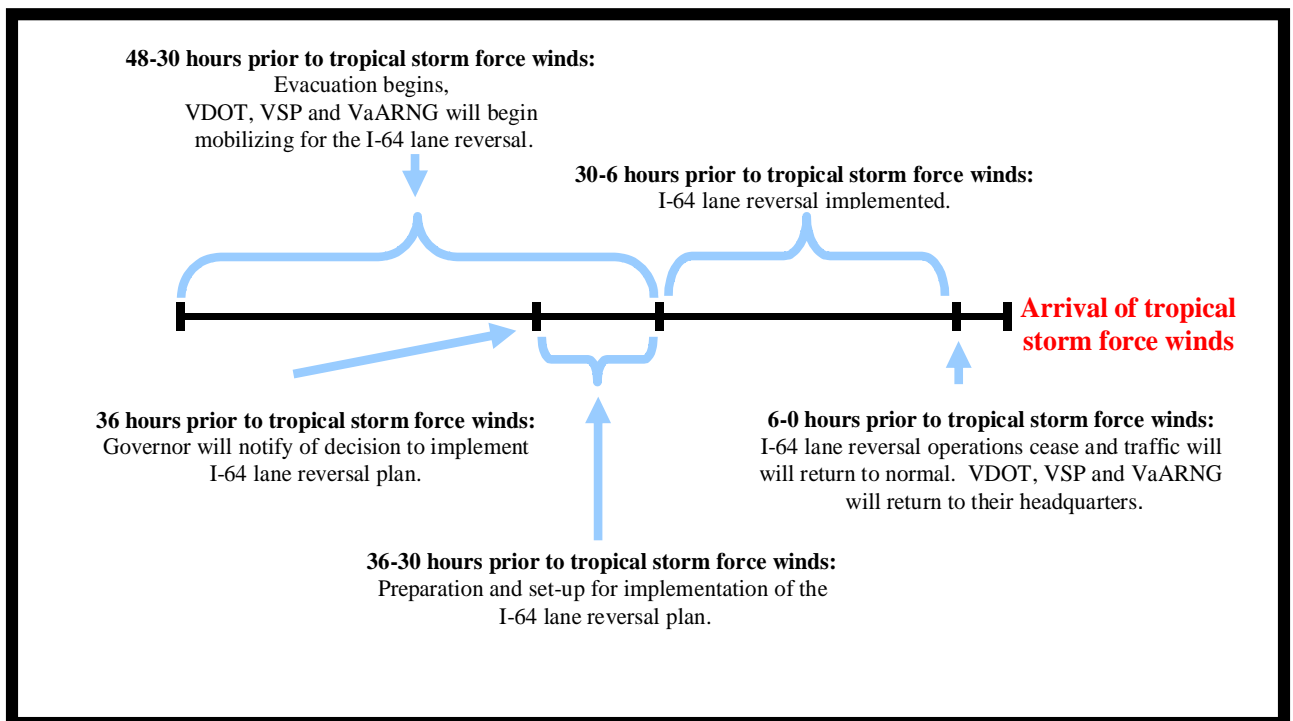 48-30 hours prior to tropical storm force winds:
Evacuation begins,
VDOT, VSP and VaARNG will begin
mobilizing for the I-64 lane reversal.
30-6 hours prior to tropical storm force winds:
I-64 lane reversal implemented.
Arrival of tropical
storm force winds
36 hours prior to tropical storm force winds:
Governor will notify of decision to implement
I-64 lane reversal plan.
6-0 hours prior to tropical storm force winds:
I-64 lane reversal operations cease and traffic will
will return to normal.  VDOT, VSP and VaARNG
will return to their headquarters.
36-30 hours prior to tropical storm force winds:
Preparation and set-up for implementation of the
I-64 lane reversal plan.